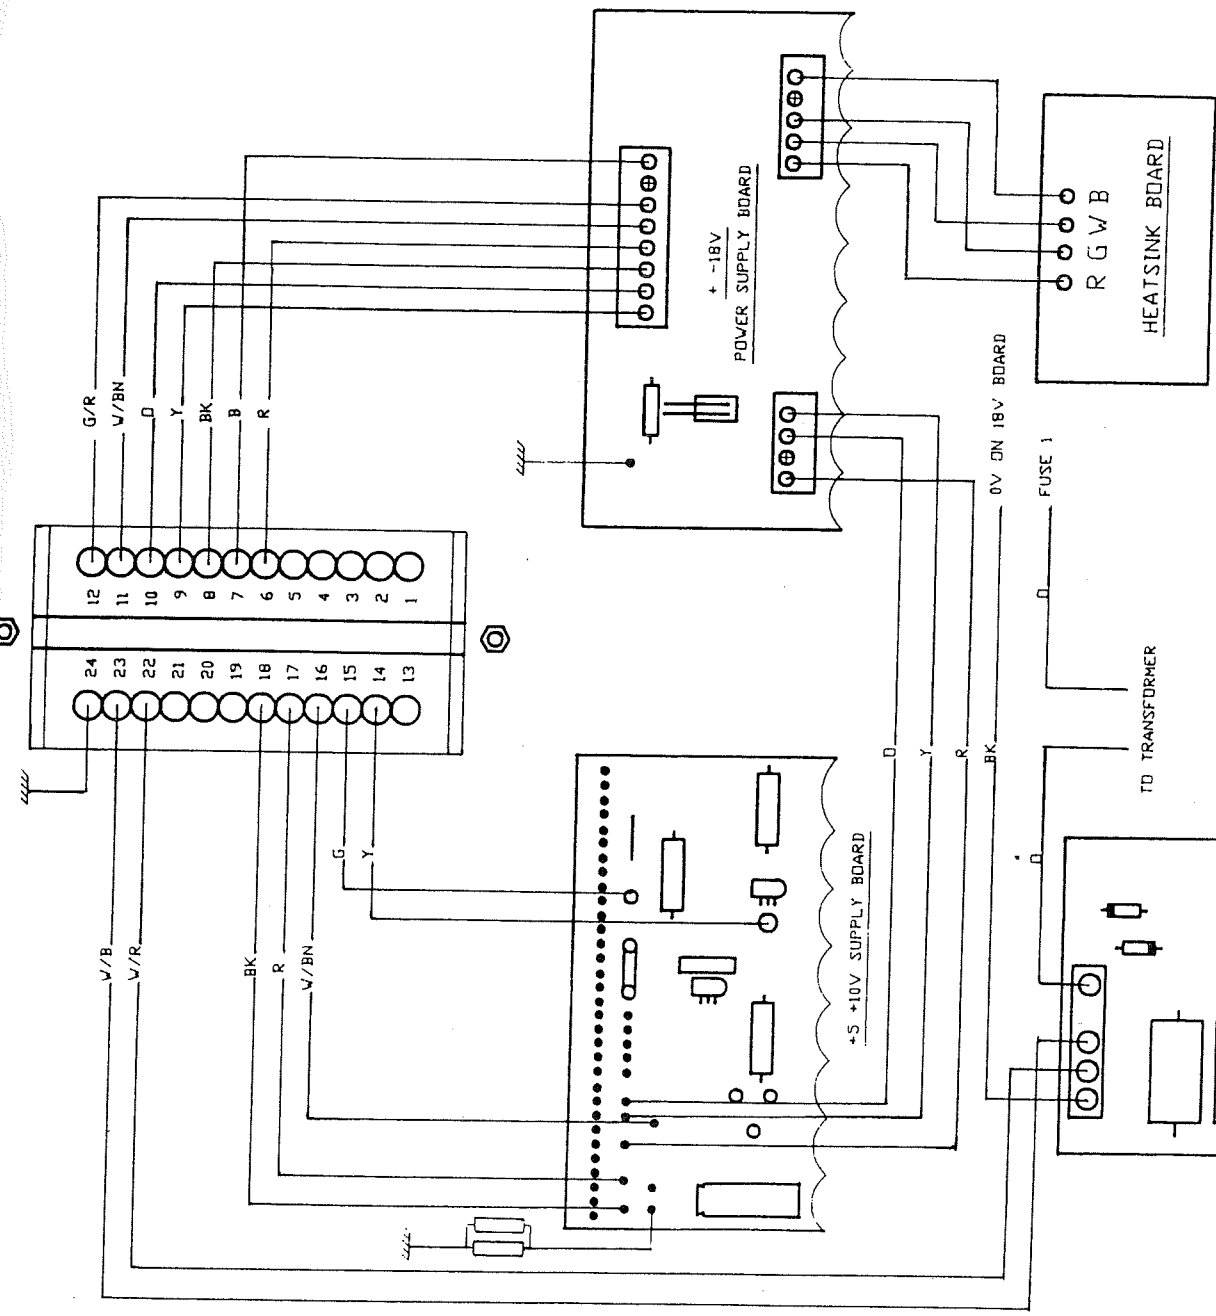 G/R
W/BN
O
Y
BK
B
R
12
11
10
9
8
7
6
5
4
3
2
1
24
23
22
21
20
19
18
17
16
15
14
13
+ -18V
POWER SUPPLY BOARD
R G W B
HEATSINK BOARD
0V ON 18V BOARD
FUSE 1
O
TO TRANSFORMER
O
O
Y
R
BK
G
Y
W/B
W/R
BK
R
W/BN
+5 +10V SUPPLY BOARD